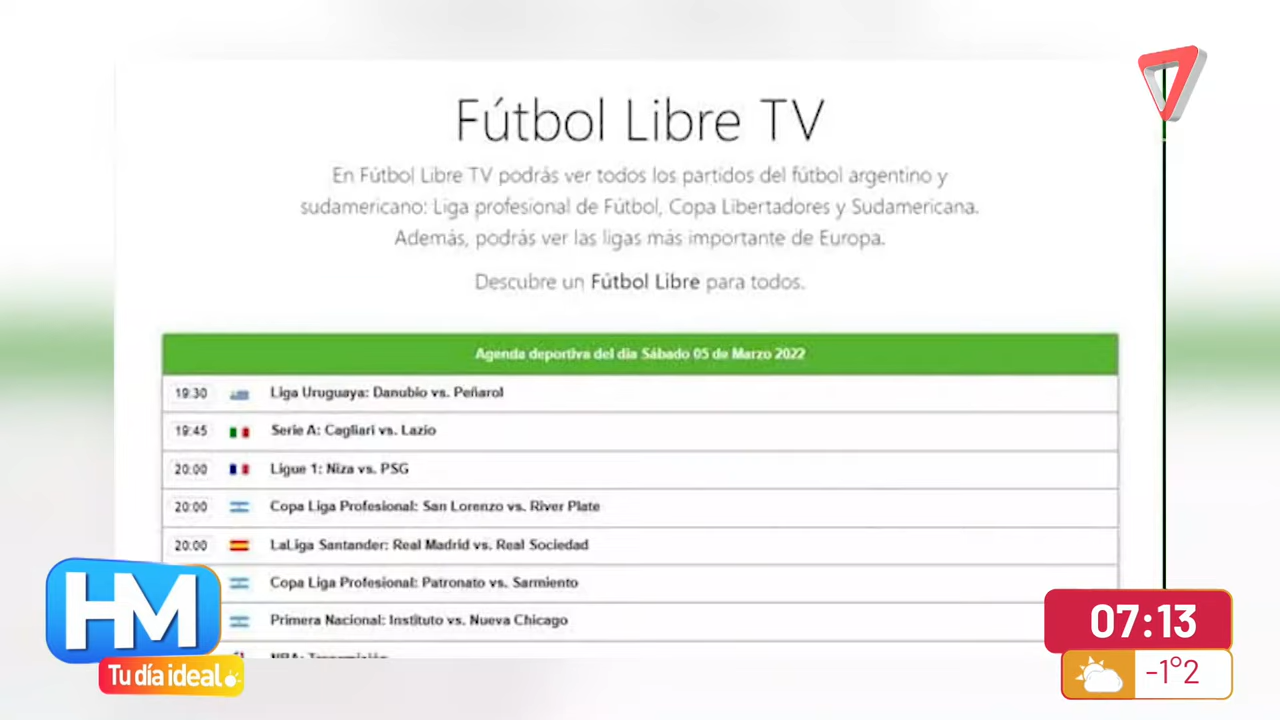 Fútbol Libre TV
En Fútbol Libre TV podrás ver todos los partidos del fútbol argentino y
sudamericano: Liga profesional de Fútbol, Copa Libertadores y Sudamericana.
Además, podrás ver las ligas más importante de Europa.
Descubre un Fútbol Libre para todos.
Agenda deportiva del dia Sábado 05 de Marzo 2022
19:30 Liga Uruguaya: Danubio vs. Peñarol
19:45 Serie A: Cagliari vs. Lazio
20:00 Ligue 1: Niza vs. PSG
20:00 Copa Liga Profesional: San Lorenzo vs. River Plate
20:00 LaLiga Santander: Real Madrid vs. Real Sociedad
Copa Liga Profesional: Patronato vs. Sarmiento
Primera Nacional: Instituto vs. Nueva Chicago
NBA: Transmisión
HM
Tu día ideal
07:13
-1°2